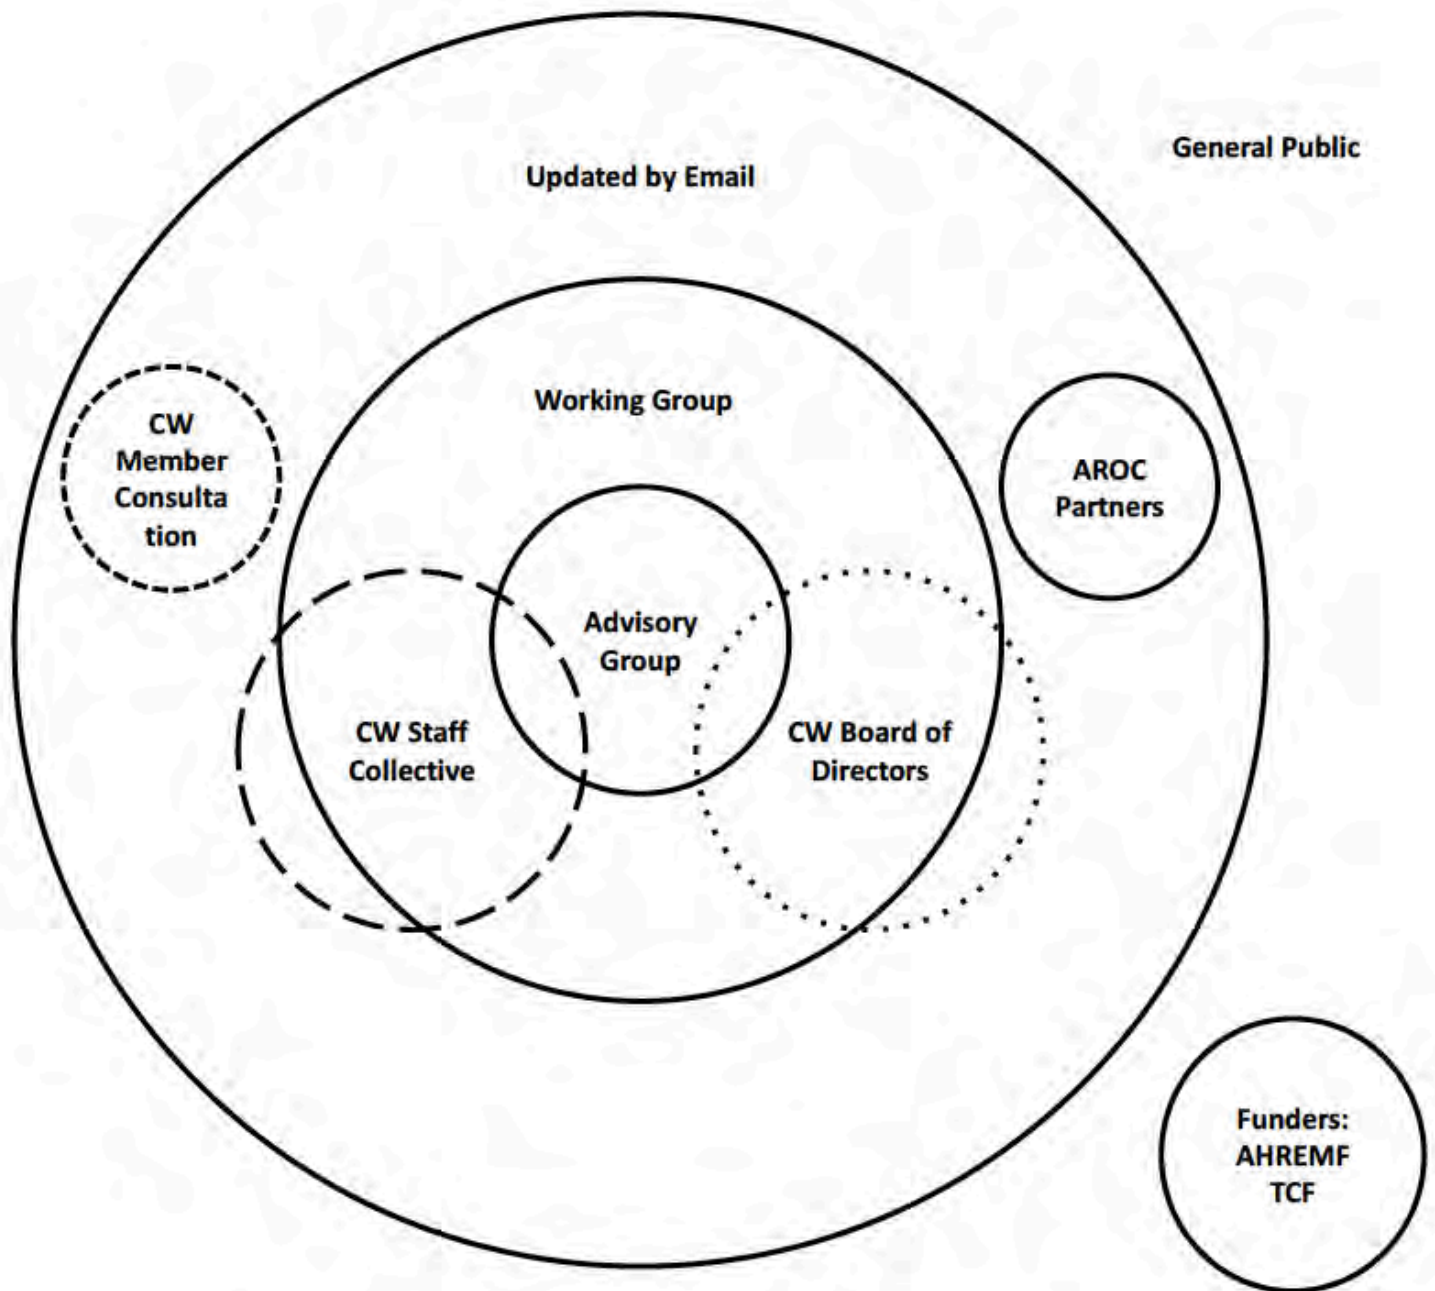 General Public
Updated by Email
Working Group
CW
Member
Consulta
tion
AROC
Partners
Advisory
Group
CW Staff
Collective
CW Board of
Directors
Funders:
AHREMF
TCF